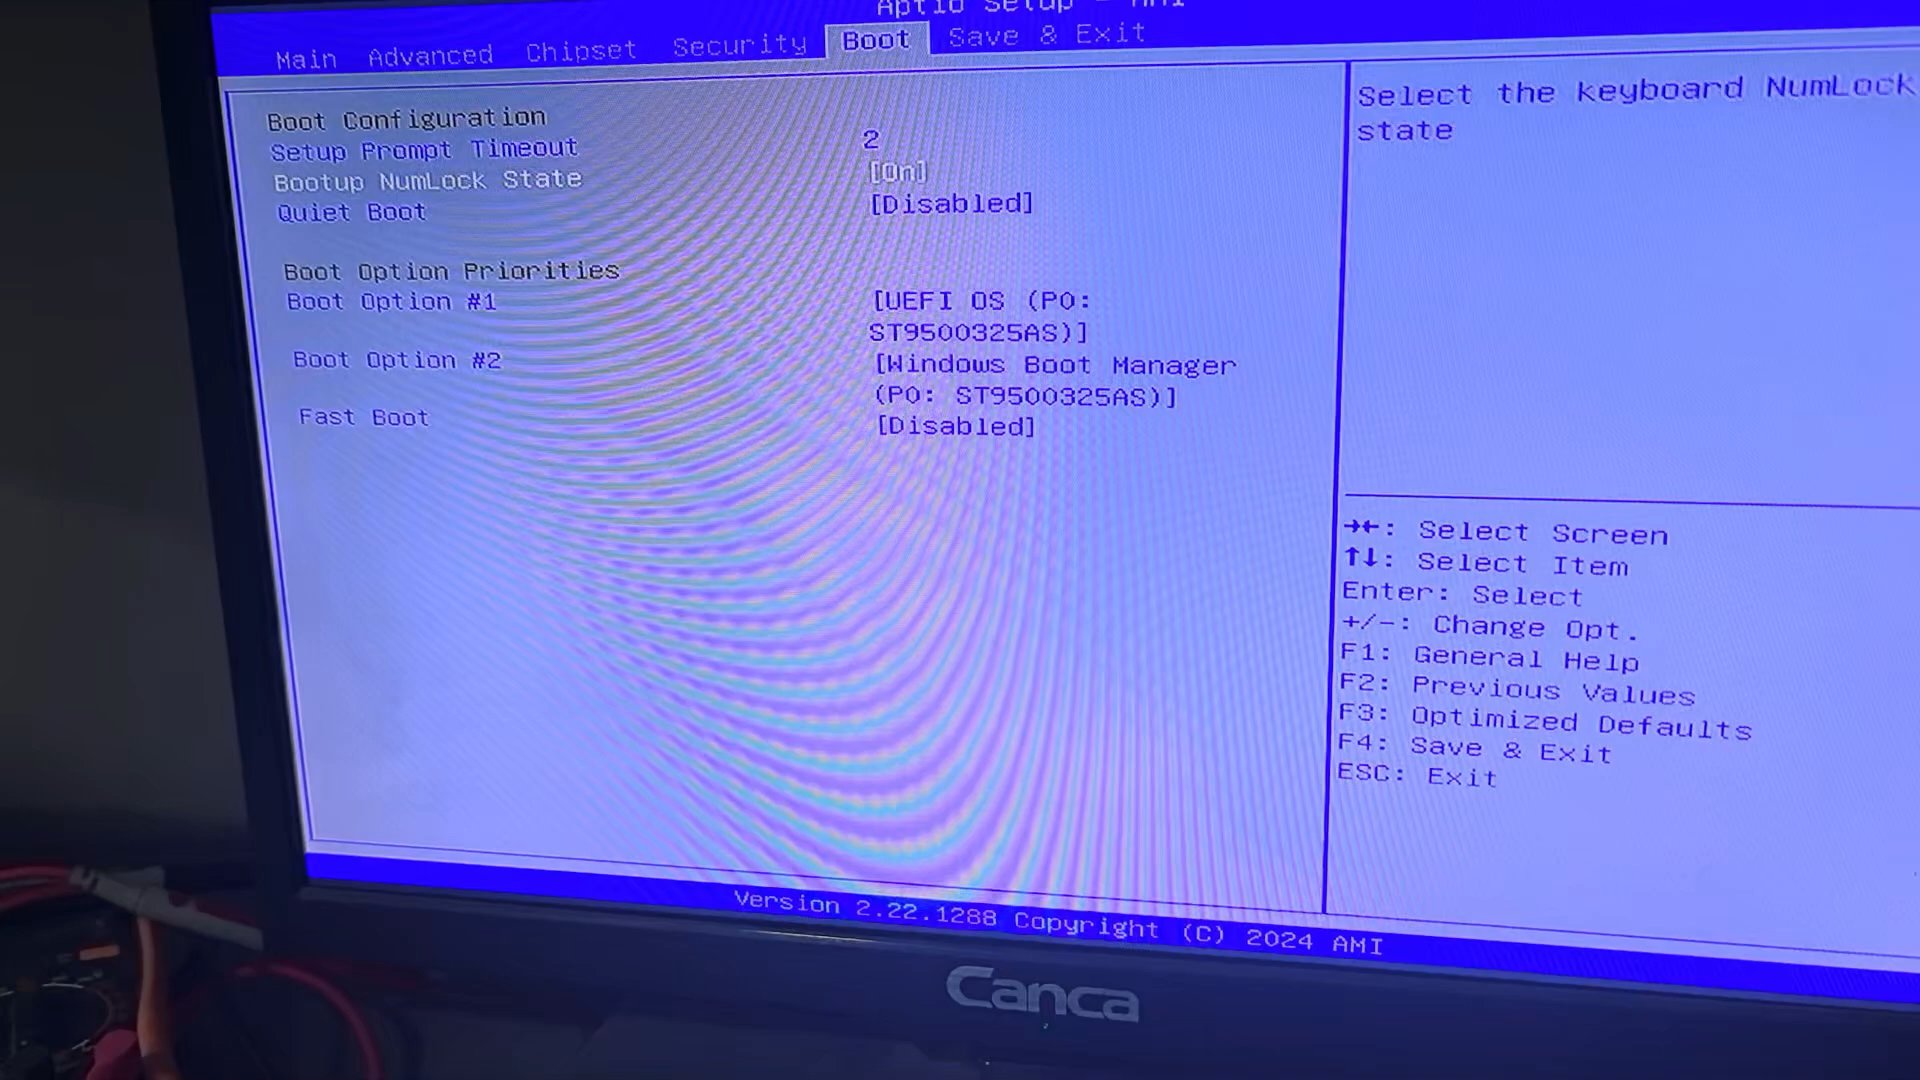 Aptio Setup - AMI
Main Advanced Chipset Security Boot Save & Exit
Boot Configuration
Setup Prompt Timeout 2
Bootup NumLock State [On]
Quiet Boot [Disabled]
Boot Option Priorities
Boot Option #1 [UEFI OS (P0:
ST9500325AS)]
Boot Option #2 [Windows Boot Manager
(P0: ST9500325AS)]
Fast Boot [Disabled]
Select the keyboard NumLock
state
→←: Select Screen
↑↓: Select Item
Enter: Select
+/-: Change Opt.
F1: General Help
F2: Previous Values
F3: Optimized Defaults
F4: Save & Exit
ESC: Exit
Version 2.22.1288 Copyright (C) 2024 AMI
Canca